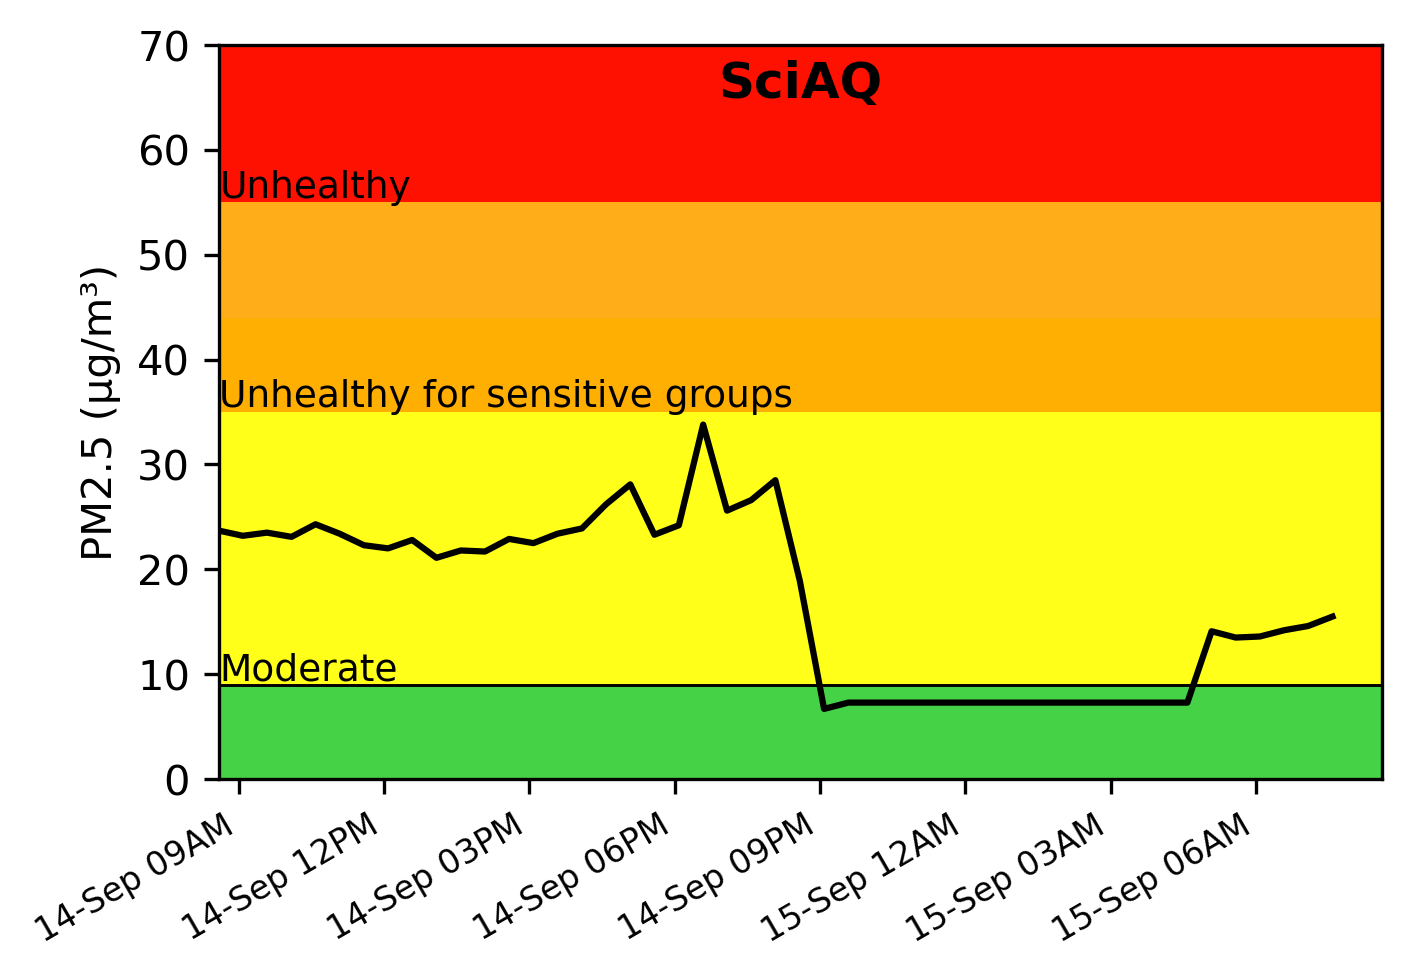 SciAQ
PM2.5 (µg/m³)
70
60
Unhealthy
50
40
Unhealthy for sensitive groups
30
20
10
Moderate
0
14-Sep 09AM
14-Sep 12PM
14-Sep 03PM
14-Sep 06PM
14-Sep 09PM
15-Sep 12AM
15-Sep 03AM
15-Sep 06AM